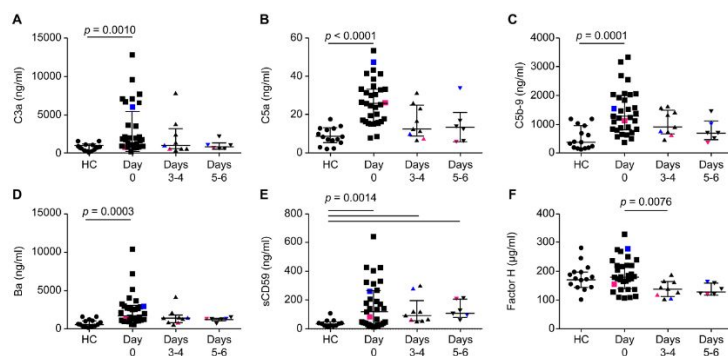 A
p = 0.0010
C3a
(ng/ml)
15000
10000
5000
0
HC
Day
0
Days
3-4
Days
5-6
B
p < 0.0001
C5a
(ng/ml)
60
40
20
0
HC
Day
0
Days
3-4
Days
5-6
C
p = 0.0001
C5b-9
(ng/ml)
4000
3000
2000
1000
0
HC
Day
0
Days
3-4
Days
5-6
D
p = 0.0003
Ba
(ng/ml)
15000
10000
5000
0
HC
Day
0
Days
3-4
Days
5-6
E
p = 0.0014
sCD59
(ng/ml)
800
600
400
200
0
HC
Day
0
Days
3-4
Days
5-6
F
p = 0.0076
Factor H
(µg/ml)
400
300
200
100
0
HC
Day
0
Days
3-4
Days
5-6